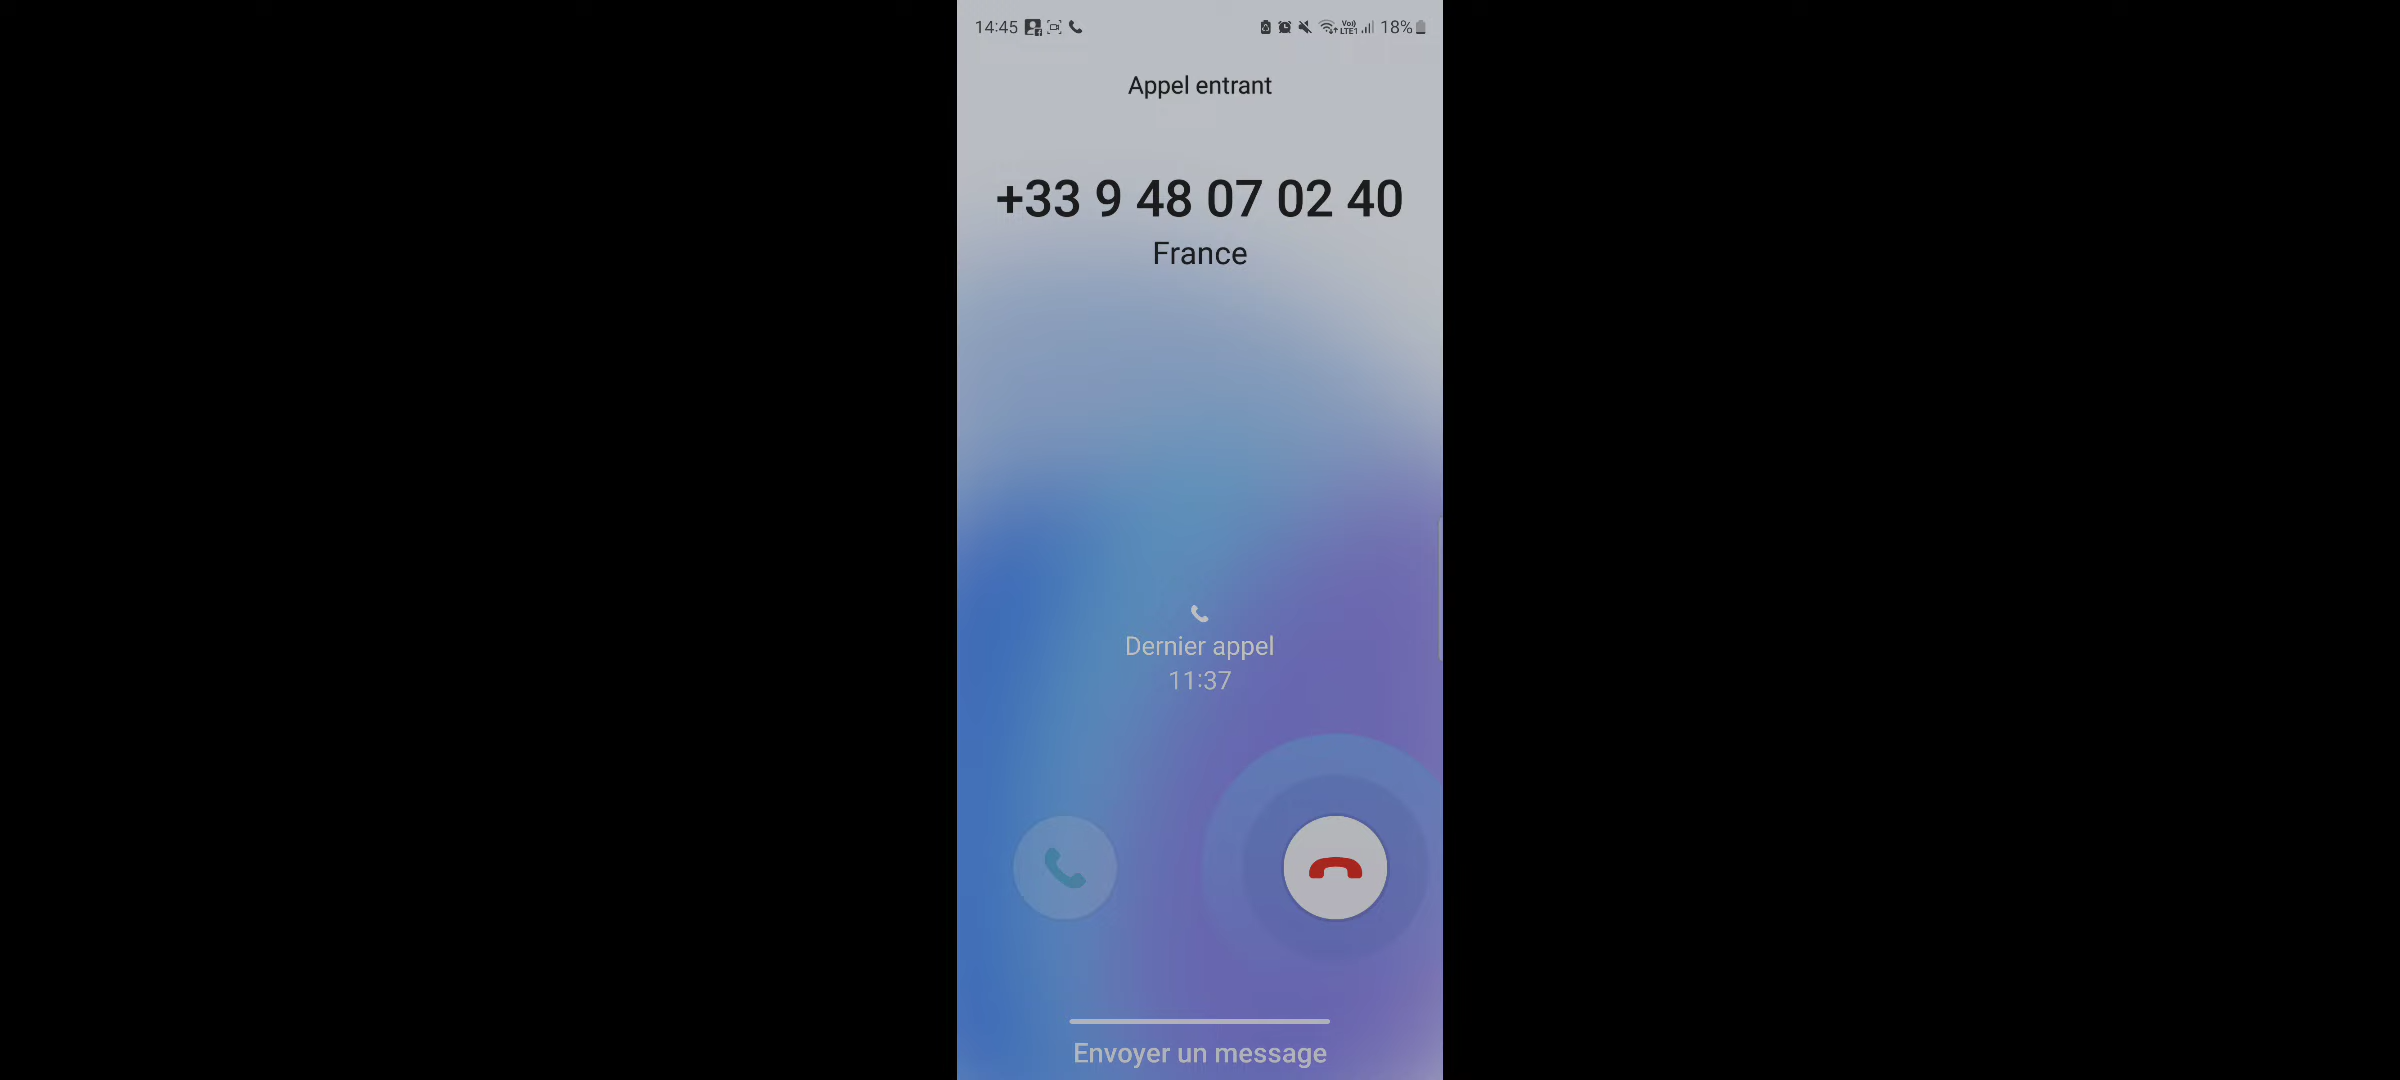 14:45 18%
Appel entrant
+33 9 48 07 02 40
France
Dernier appel
11:37
Envoyer un message